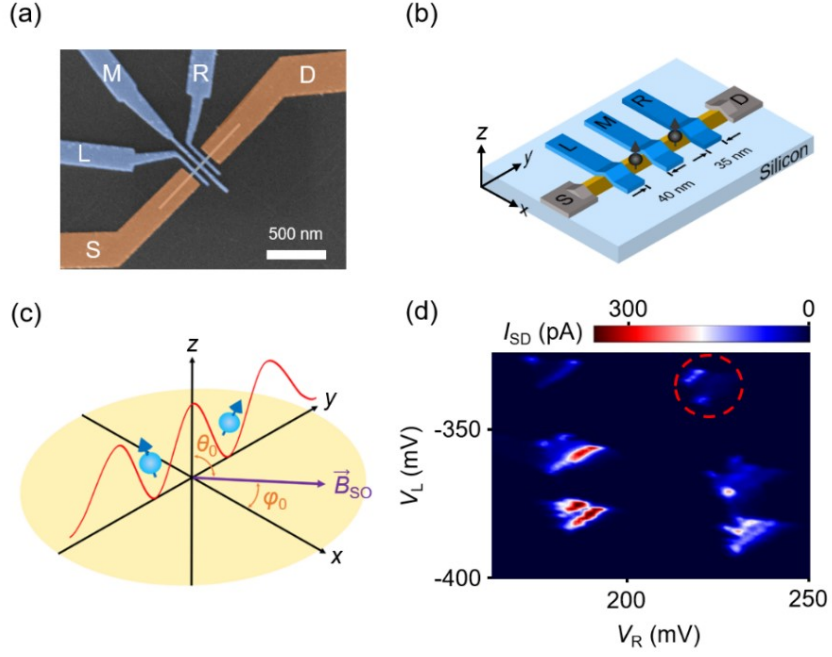 (a)
M
R
D
L
S
500 nm
(b)
z
y
x
L
M
R
D
S
40 nm
35 nm
Silicon
(c)
z
y
θ₀
B⃗SO
φ₀
x
(d)
300
0
ISD (pA)
-350
VL (mV)
-400
200
250
VR (mV)